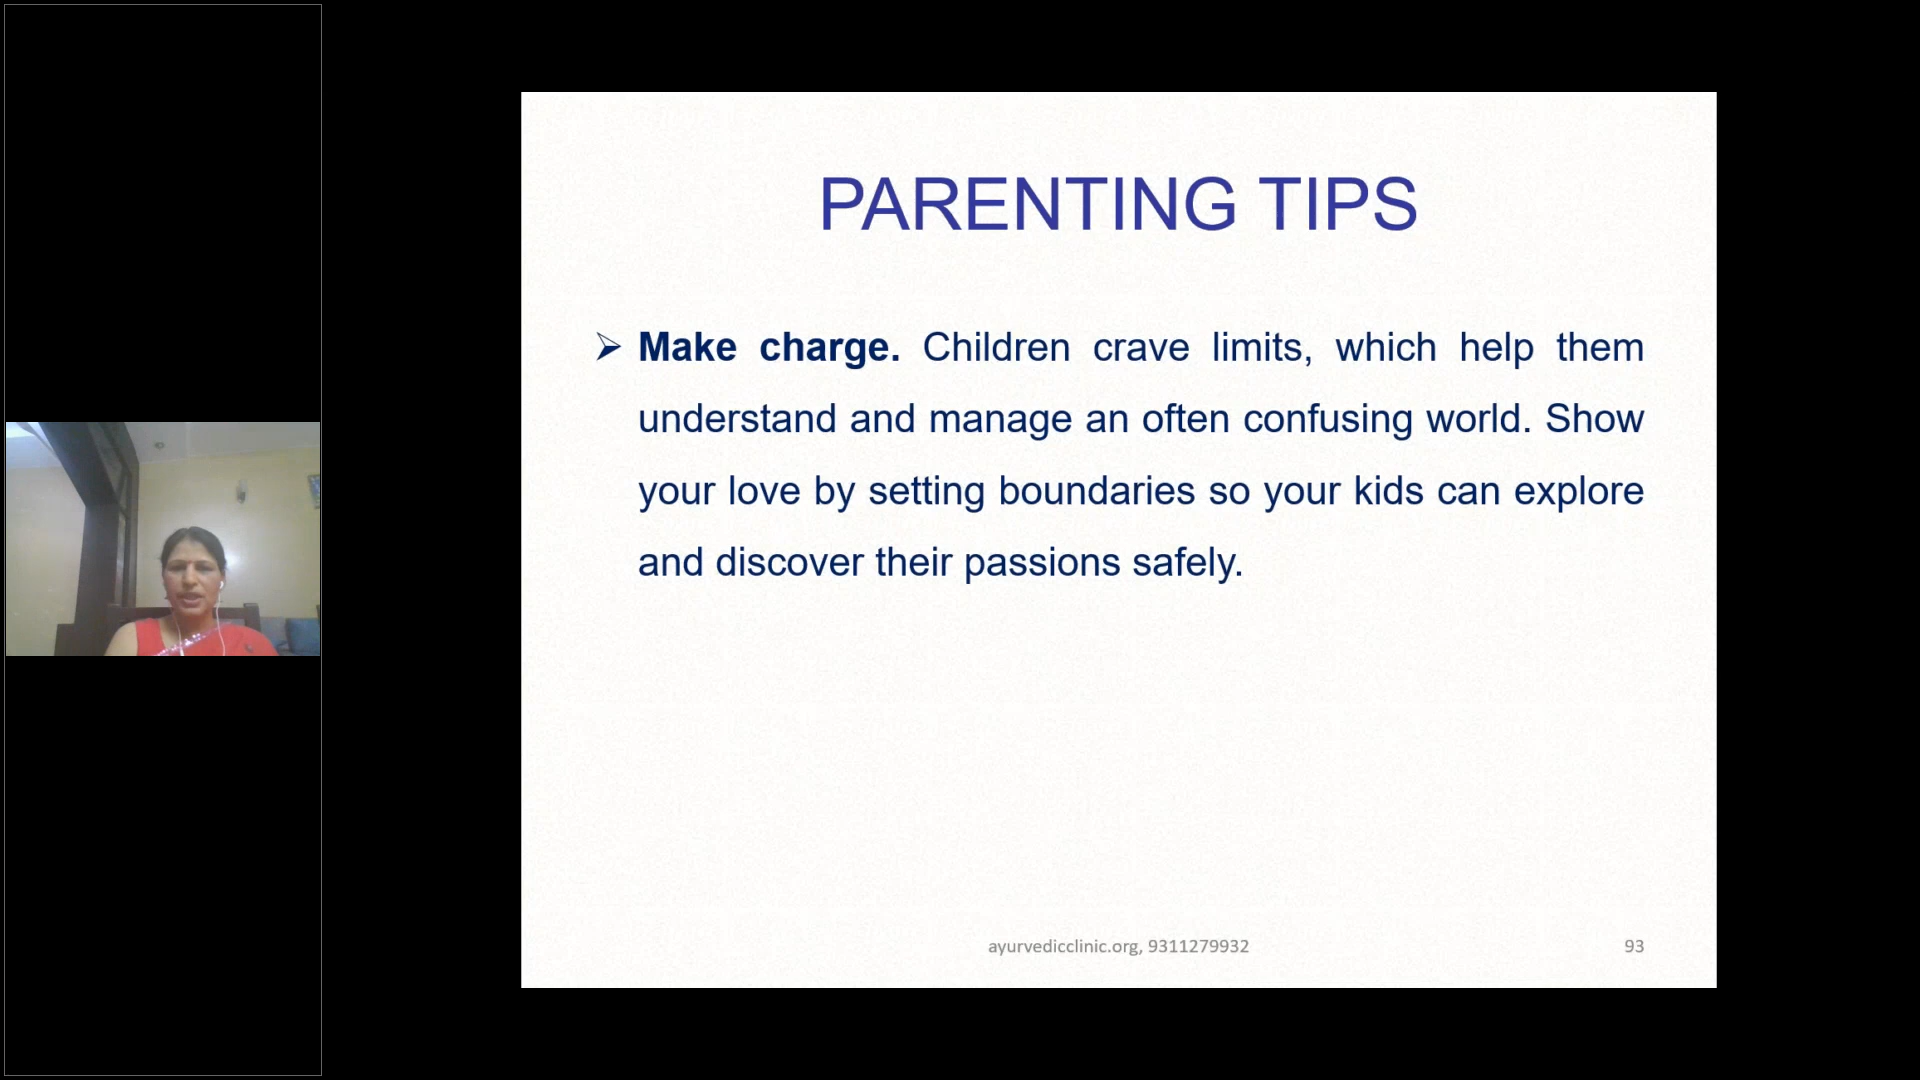 PARENTING TIPS
➢ Make charge. Children crave limits, which help them
understand and manage an often confusing world. Show
your love by setting boundaries so your kids can explore
and discover their passions safely.
ayurvedicclinic.org, 9311279932
93